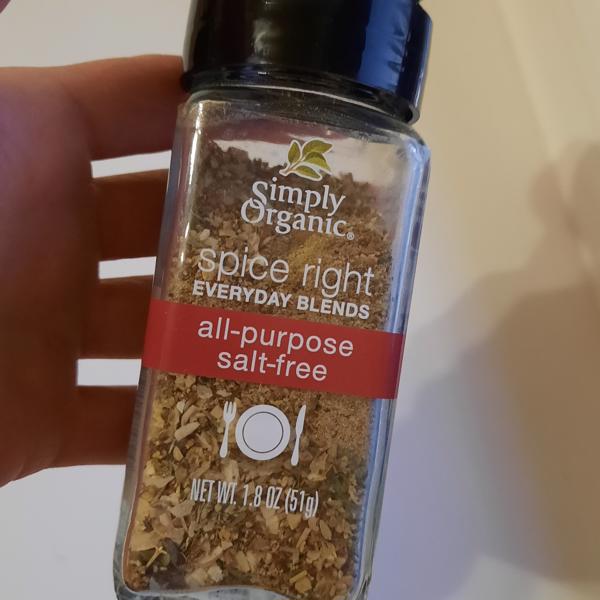 Simply
Organic®
spice right
EVERYDAY BLENDS
all-purpose
salt-free
NET WT. 1.8 OZ (51g)